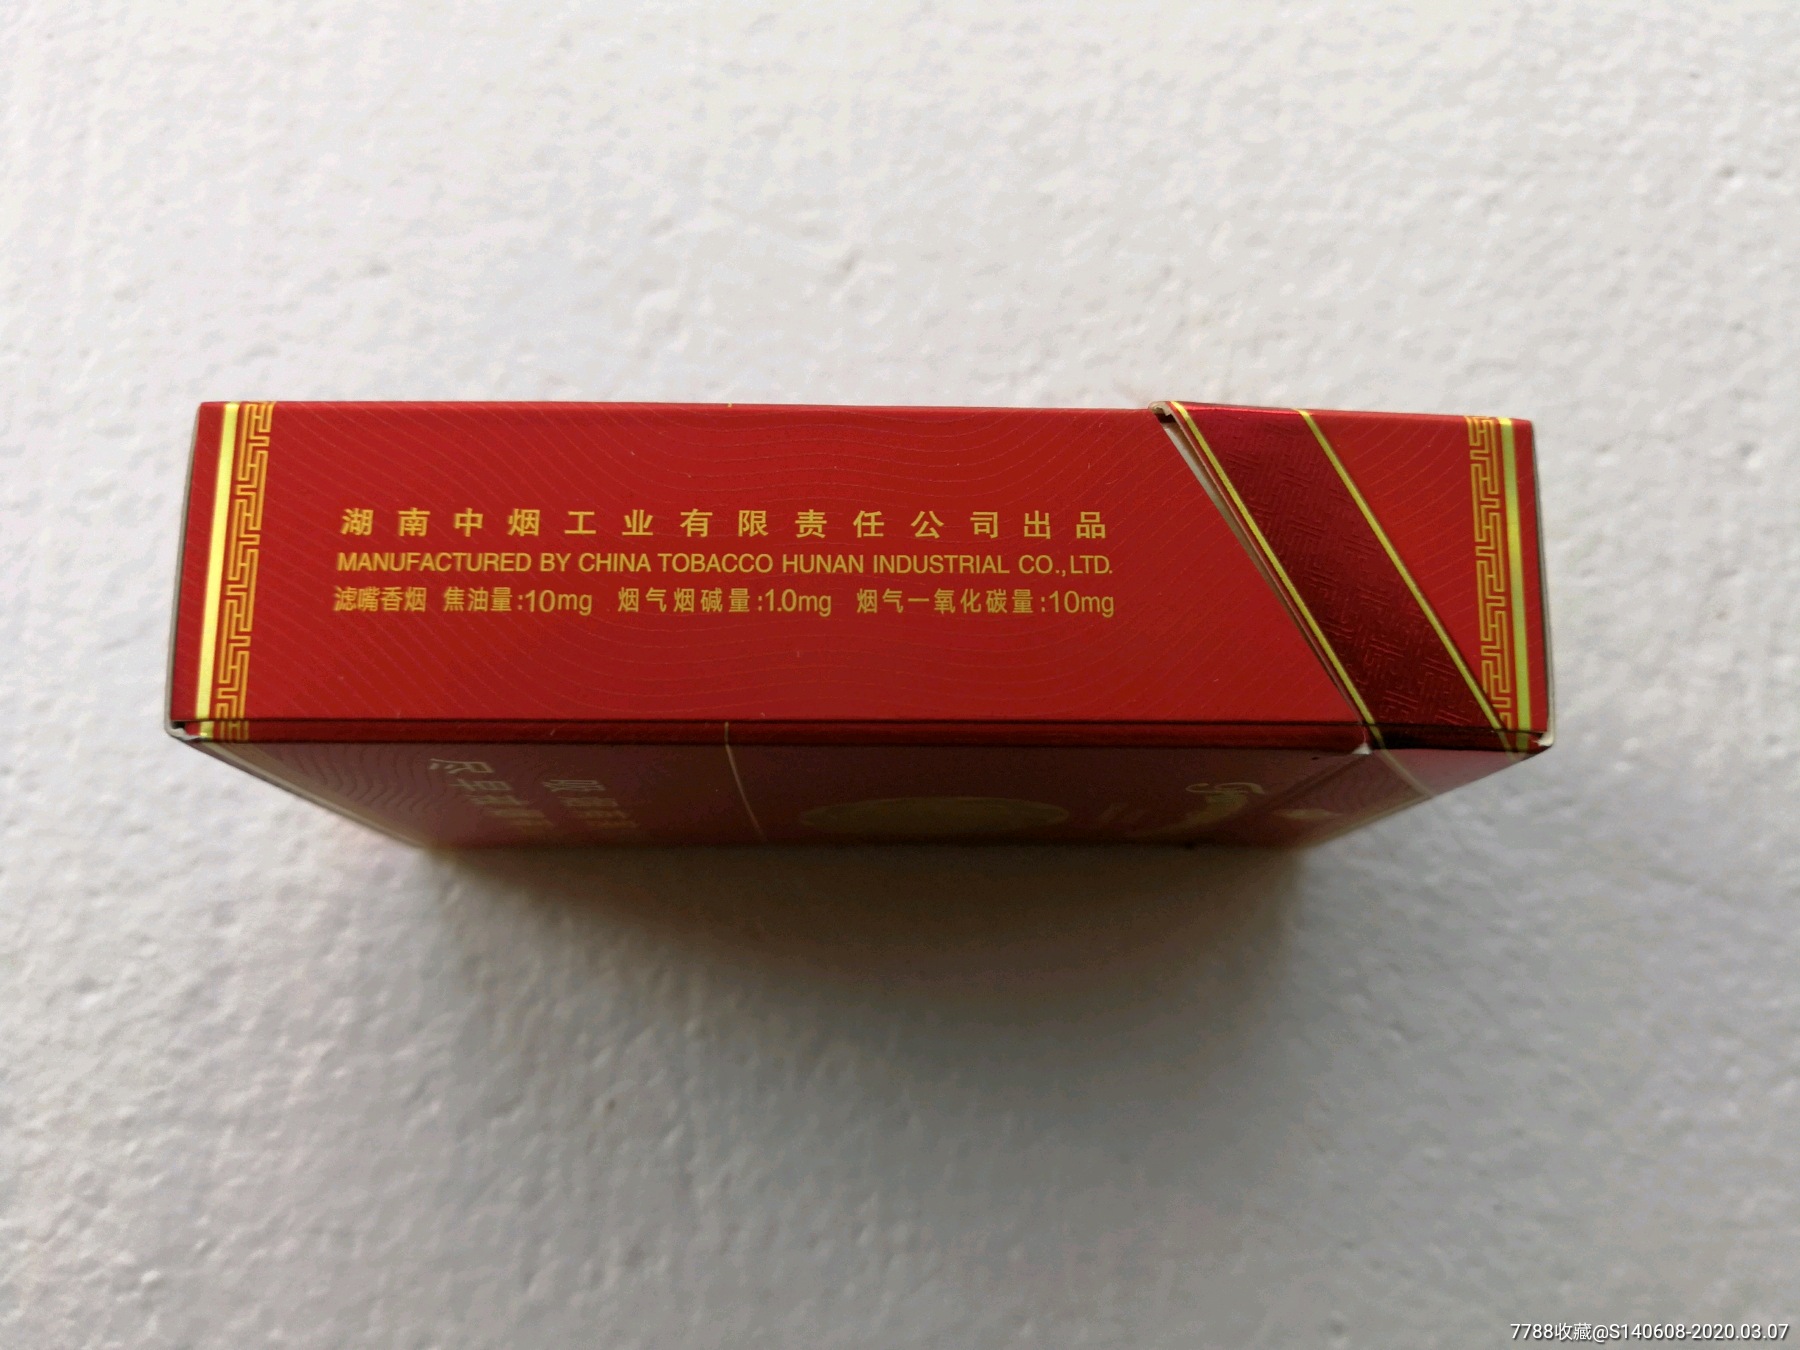 湖南中烟工业有限责任公司出品
MANUFACTURED BY CHINA TOBACCO HUNAN INDUSTRIAL CO.,LTD.
滤嘴香烟 焦油量:10mg 烟气烟碱量:1.0mg 烟气一氧化碳量:10mg
7788收藏@S140608-2020.03.07